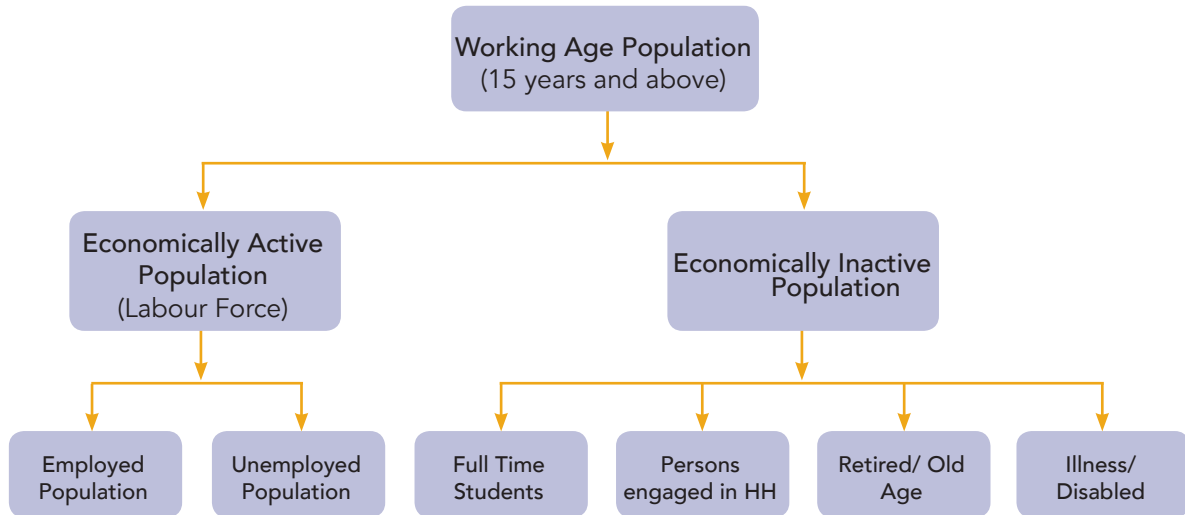 Working Age Population
(15 years and above)
Economically Active
Population
(Labour Force)
Economically Inactive
Population
Employed
Population
Unemployed
Population
Full Time
Students
Persons
engaged in HH
Retired/ Old
Age
Illness/
Disabled